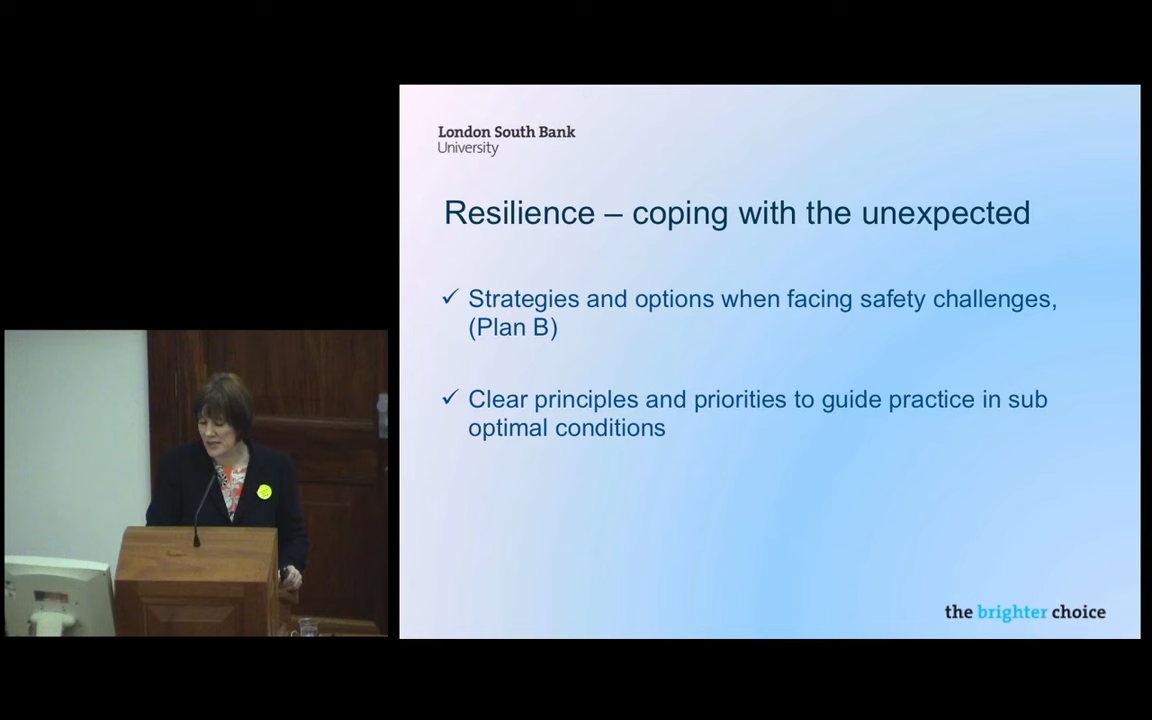 London South Bank
University
Resilience – coping with the unexpected
✓ Strategies and options when facing safety challenges,
(Plan B)
✓ Clear principles and priorities to guide practice in sub
optimal conditions
the brighter choice